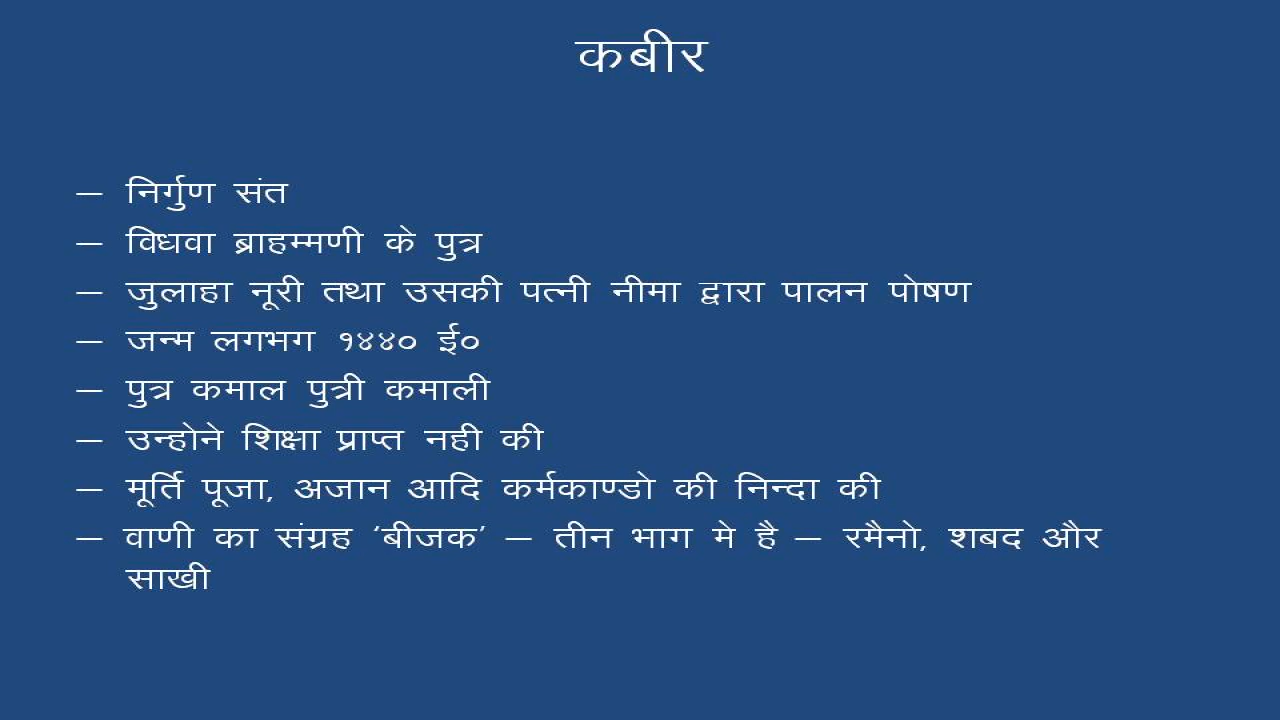 कबीर
— निर्गुण संत
— विधवा ब्राहम्मणी के पुत्र
— जुलाहा नूरी तथा उसकी पत्नी नीमा द्वारा पालन पोषण
— जन्म लगभग १४४० ई०
— पुत्र कमाल पुत्री कमाली
— उन्होने शिक्षा प्राप्त नही की
— मूर्ति पूजा, अजान आदि कर्मकाण्डो की निन्दा की
— वाणी का संग्रह ‘बीजक’ — तीन भाग मे है — रमैनो, शबद और
साखी